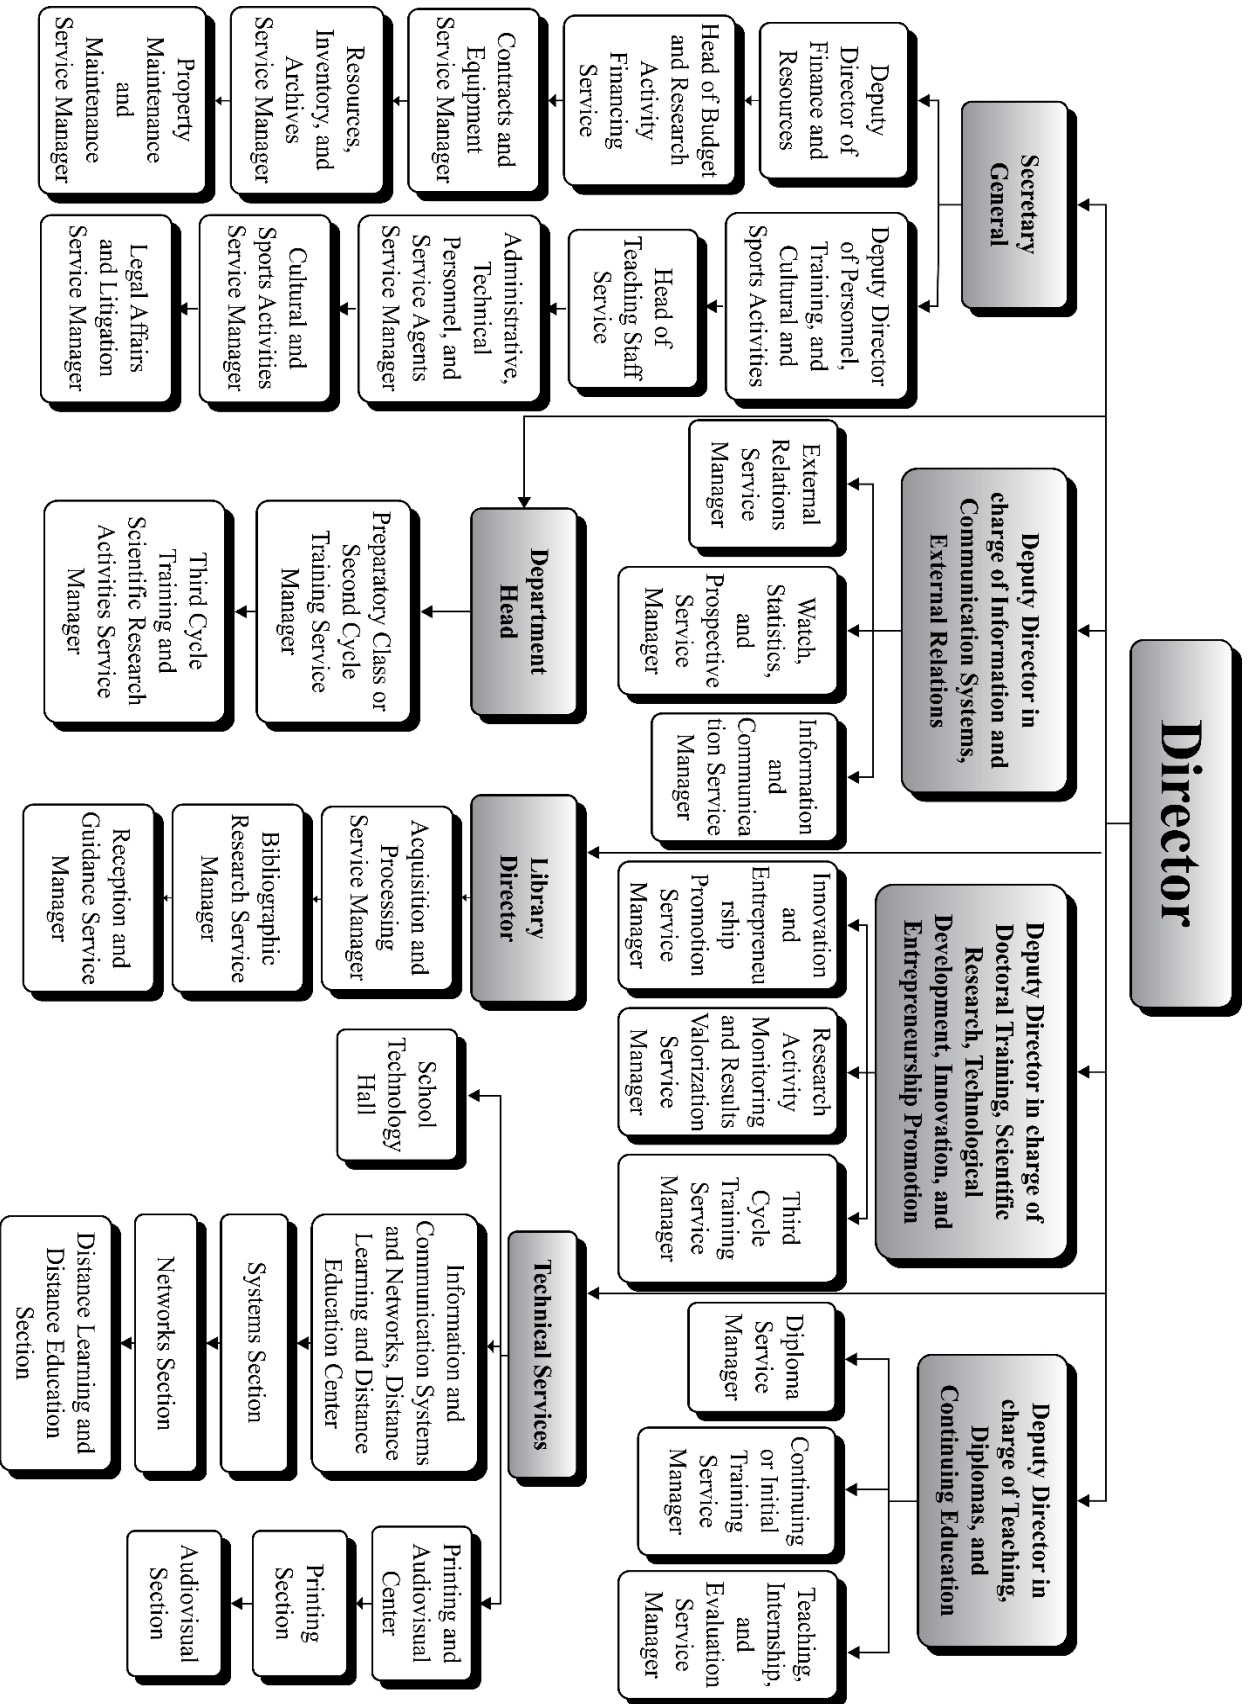 Director
Secretary
General
Deputy
Director of
Finance and
Resources
Head of Budget
and Research
Activity
Financing
Service
Contracts and
Equipment
Service Manager
Resources,
Inventory, and
Archives
Service Manager
Property
Maintenance
and
Maintenance
Service Manager
Deputy Director
of Personnel,
Training, and
Cultural and
Sports Activities
Head of
Teaching Staff
Service
Administrative,
Technical
Personnel, and
Service Agents
Service Manager
Cultural and
Sports Activities
Service Manager
Legal Affairs
and Litigation
Service Manager
Deputy Director in
charge of Information and
Communication Systems,
External Relations
External
Relations
Service
Manager
Watch,
Statistics,
and
Prospective
Service
Manager
Information
and
Communica
tion Service
Manager
Deputy Director in charge of
Doctoral Training, Scientific
Research, Technological
Development, Innovation, and
Entrepreneurship Promotion
Innovation
and
Entrepreneu
rship
Promotion
Service
Manager
Research
Activity
Monitoring
and Results
Valorization
Service
Manager
Third
Cycle
Training
Service
Manager
Deputy Director in
charge of Teaching,
Diplomas, and
Continuing Education
Diploma
Service
Manager
Continuing
or Initial
Training
Service
Manager
Teaching,
Internship,
and
Evaluation
Service
Manager
Department
Head
Preparatory Class or
Second Cycle
Training Service
Manager
Third Cycle
Training and
Scientific Research
Activities Service
Manager
Library
Director
Acquisition and
Processing
Service Manager
Bibliographic
Research Service
Manager
Reception and
Guidance Service
Manager
Technical Services
School
Technology
Hall
Information and
Communication Systems
and Networks, Distance
Learning and Distance
Education Center
Systems Section
Networks Section
Distance Learning and
Distance Education
Section
Printing and
Audiovisual
Center
Printing
Section
Audiovisual
Section